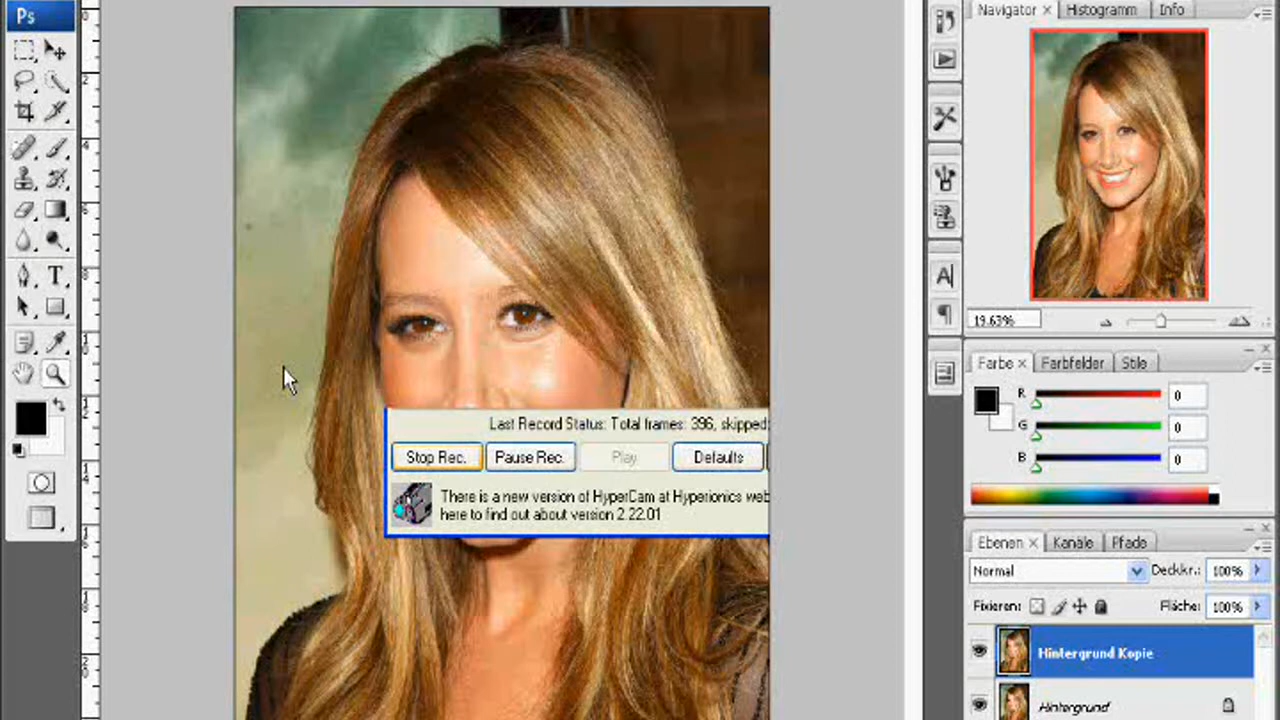 Ps
Navigator × Histogramm Info
19.63%
Farbe × Farbfelder Stile
R 0
G 0
B 0
Last Record Status: Total frames: 396, skipped:
Stop Rec. Pause Rec. Play Defaults
There is a new version of HyperCam at Hyperionics web
here to find out about version 2.22.01
Ebenen × Kanäle Pfade
Normal Deckkr.: 100%
Fixieren: Fläche: 100%
Hintergrund Kopie
Hintergrund